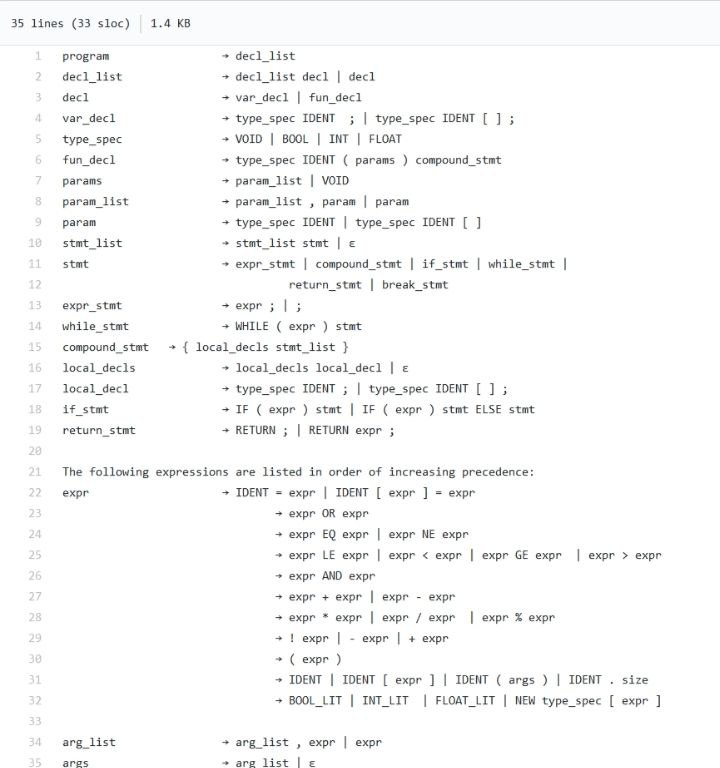 35 lines (33 sloc) | 1.4 KB
1 program → decl_list
2 decl_list → decl_list decl | decl
3 decl → var_decl | fun_decl
4 var_decl → type_spec IDENT ; | type_spec IDENT [ ] ;
5 type_spec → VOID | BOOL | INT | FLOAT
6 fun_decl → type_spec IDENT ( params ) compound_stmt
7 params → param_list | VOID
8 param_list → param_list , param | param
9 param → type_spec IDENT | type_spec IDENT [ ]
10 stmt_list → stmt_list stmt | ε
11 stmt → expr_stmt | compound_stmt | if_stmt | while_stmt |
12 return_stmt | break_stmt
13 expr_stmt → expr ; | ;
14 while_stmt → WHILE ( expr ) stmt
15 compound_stmt → { local_decls stmt_list }
16 local_decls → local_decls local_decl | ε
17 local_decl → type_spec IDENT ; | type_spec IDENT [ ] ;
18 if_stmt → IF ( expr ) stmt | IF ( expr ) stmt ELSE stmt
19 return_stmt → RETURN ; | RETURN expr ;
20
21 The following expressions are listed in order of increasing precedence:
22 expr → IDENT = expr | IDENT [ expr ] = expr
23 → expr OR expr
24 → expr EQ expr | expr NE expr
25 → expr LE expr | expr < expr | expr GE expr | expr > expr
26 → expr AND expr
27 → expr + expr | expr - expr
28 → expr * expr | expr / expr | expr % expr
29 → ! expr | - expr | + expr
30 → ( expr )
31 → IDENT | IDENT [ expr ] | IDENT ( args ) | IDENT . size
32 → BOOL_LIT | INT_LIT | FLOAT_LIT | NEW type_spec [ expr ]
33
34 arg_list → arg_list , expr | expr
35 args → arg_list | ε